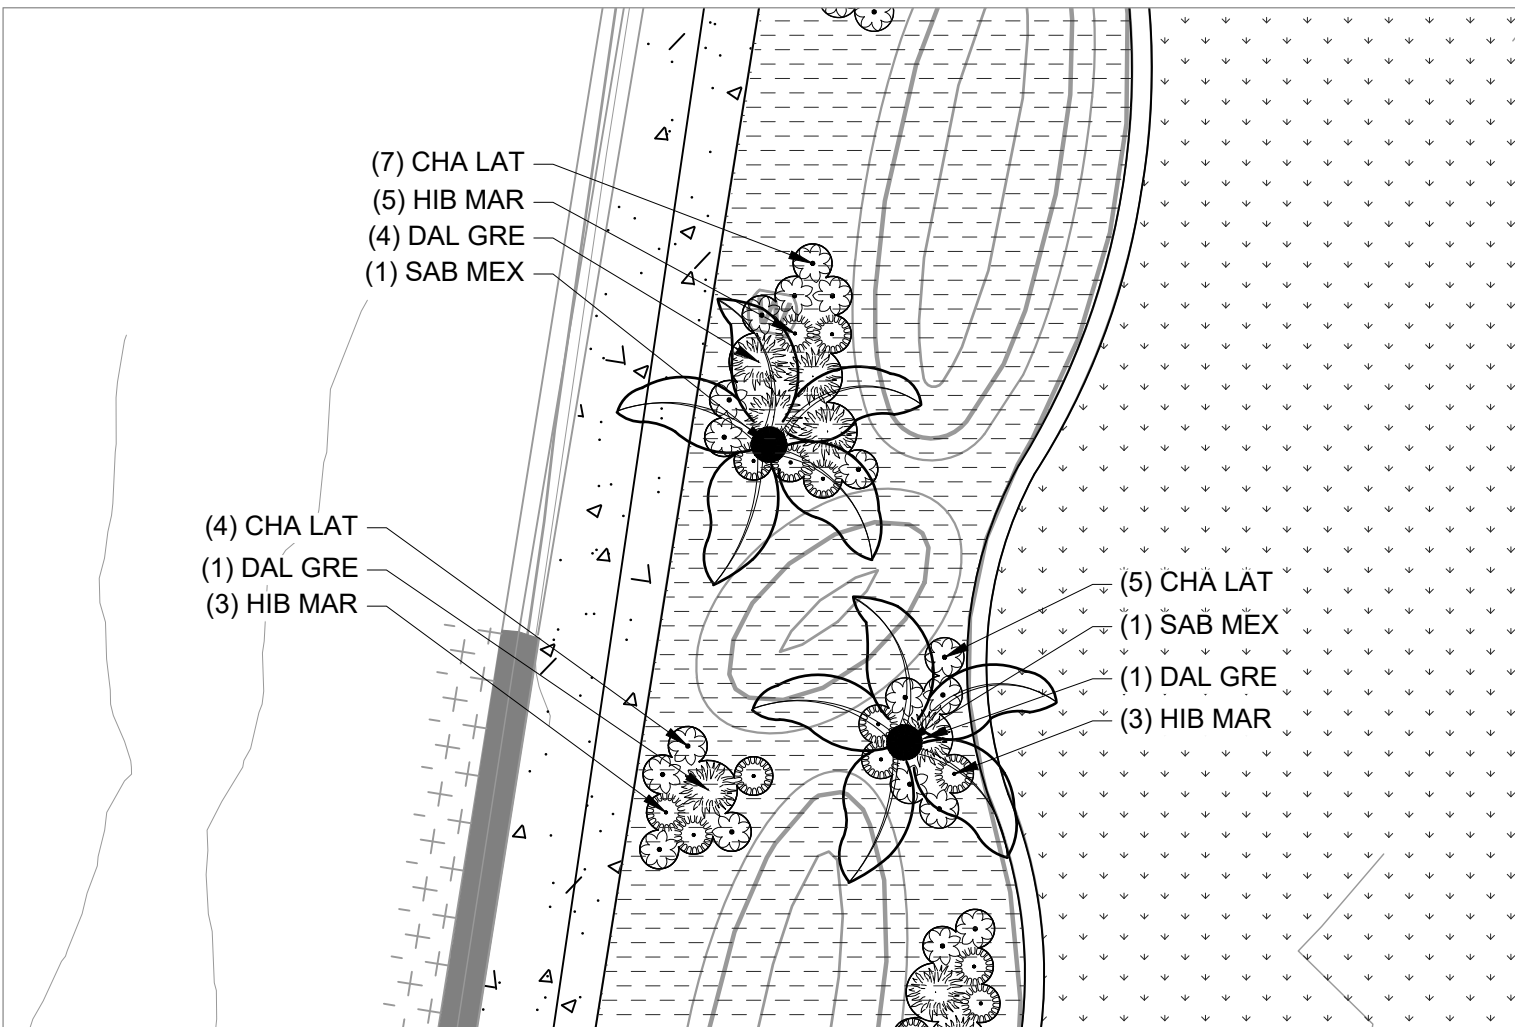 (7) CHA LAT
(5) HIB MAR
(4) DAL GRE
(1) SAB MEX
(4) CHA LAT
(1) DAL GRE
(3) HIB MAR
(5) CHA LAT
(1) SAB MEX
(1) DAL GRE
(3) HIB MAR